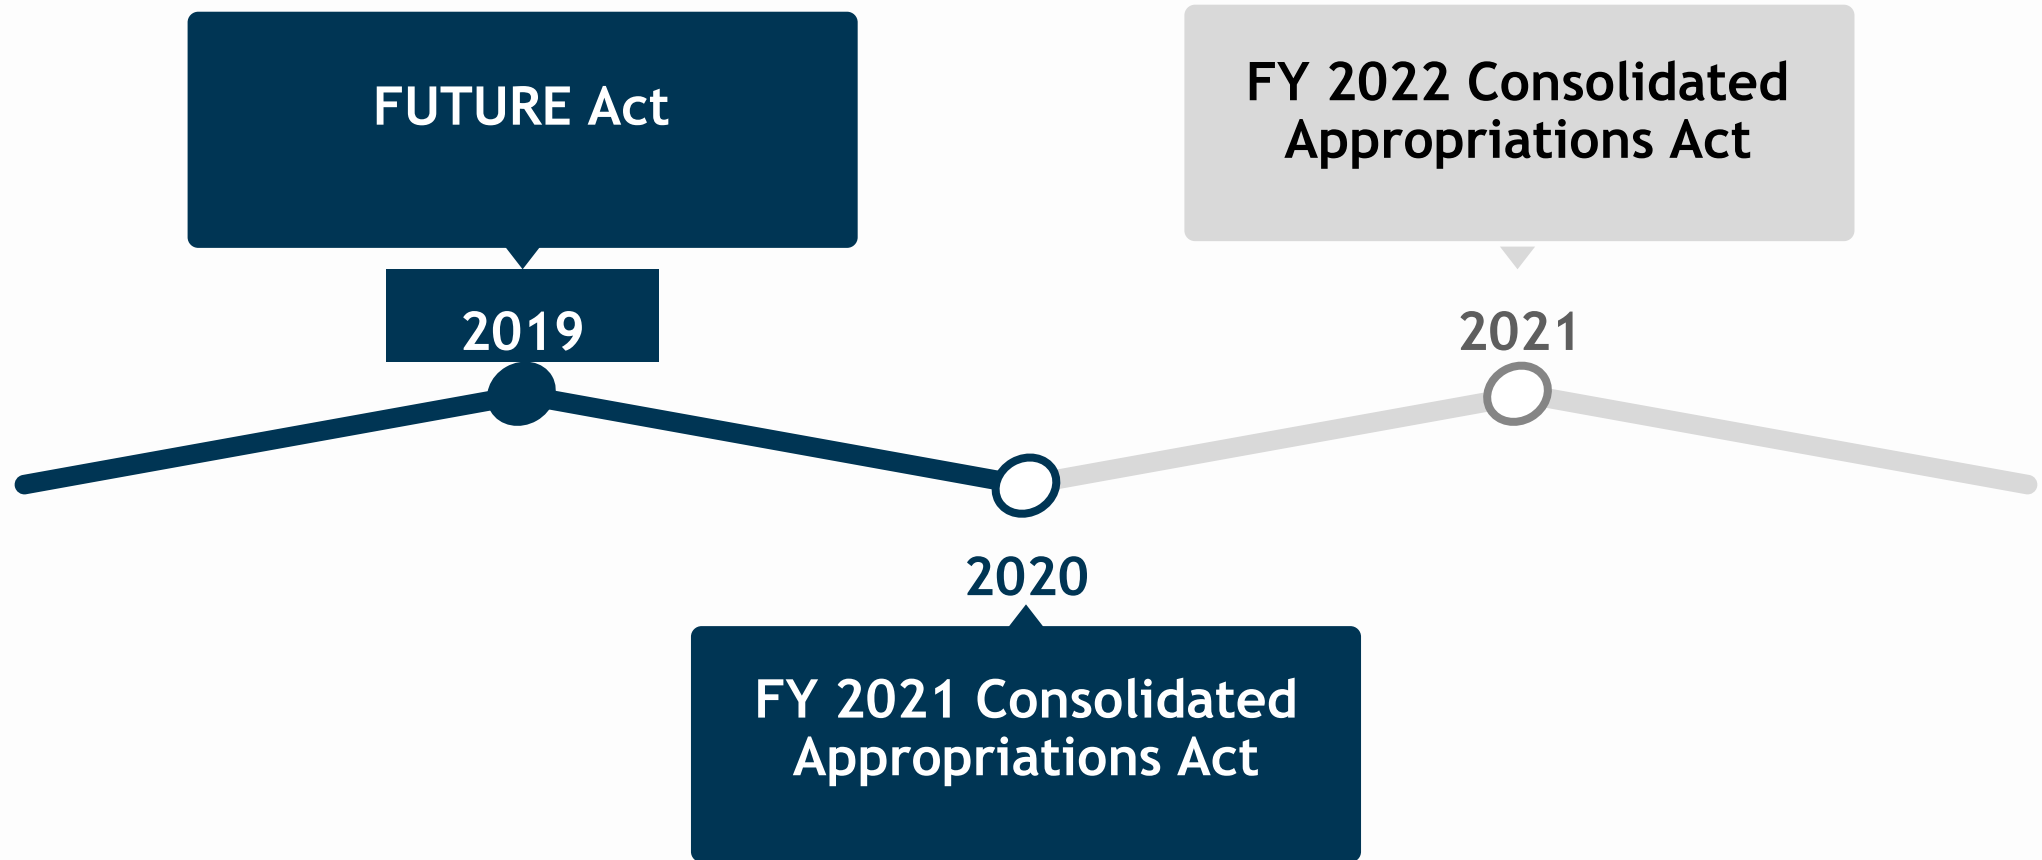 FUTURE Act
2019
FY 2021 Consolidated
Appropriations Act
2020
FY 2022 Consolidated
Appropriations Act
2021